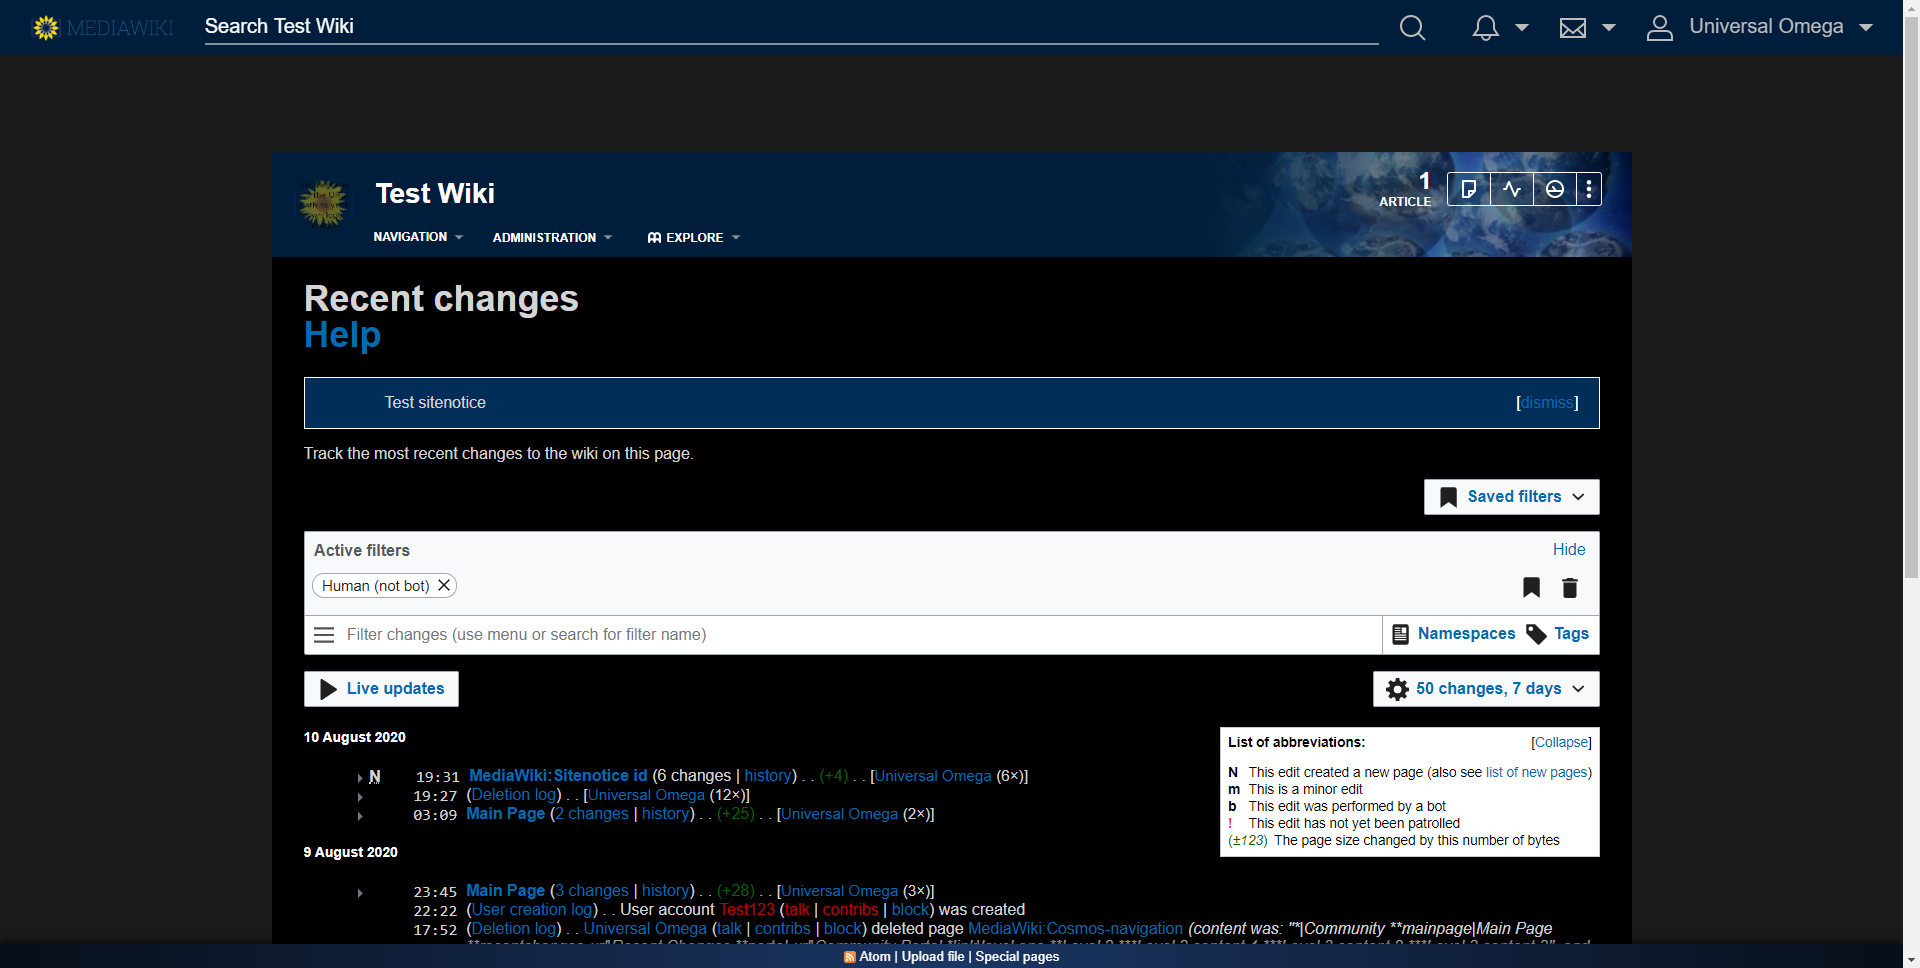 MEDIAWIKI Search Test Wiki Universal Omega
Test Wiki
1
ARTICLE
NAVIGATION ADMINISTRATION EXPLORE
Recent changes
Help
Test sitenotice [dismiss]
Track the most recent changes to the wiki on this page.
Saved filters
Active filters Hide
Human (not bot)
Filter changes (use menu or search for filter name) Namespaces Tags
Live updates 50 changes, 7 days
10 August 2020
N 19:31 MediaWiki:Sitenotice id (6 changes | history) . . (+4) . . [Universal Omega (6×)]
19:27 (Deletion log) . . [Universal Omega (12×)]
03:09 Main Page (2 changes | history) . . (+25) . . [Universal Omega (2×)]
List of abbreviations: [Collapse]
N This edit created a new page (also see list of new pages)
m This is a minor edit
b This edit was performed by a bot
! This edit has not yet been patrolled
(±123) The page size changed by this number of bytes
9 August 2020
23:45 Main Page (3 changes | history) . . (+28) . . [Universal Omega (3×)]
22:22 (User creation log) . . User account Test123 (talk | contribs | block) was created
17:52 (Deletion log) . . Universal Omega (talk | contribs | block) deleted page MediaWiki:Cosmos-navigation (content was: "*|Community **mainpage|Main Page
Atom | Upload file | Special pages